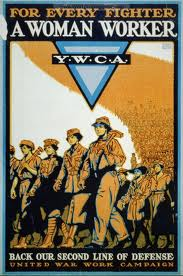 FOR EVERY FIGHTER
A WOMAN WORKER
Y.W.C.A.
BACK OUR SECOND LINE OF DEFENSE
UNITED WAR WORK CAMPAIGN